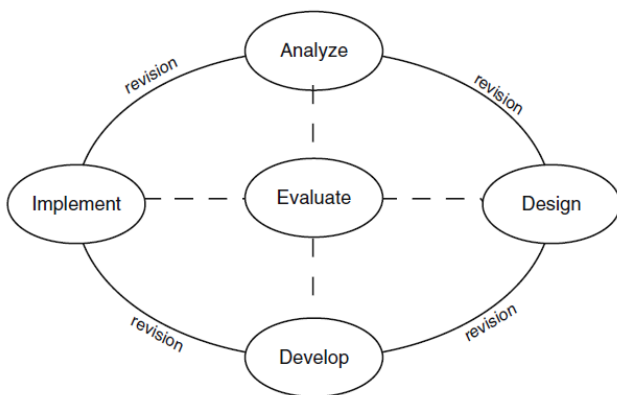 Analyze
revision
revision
Implement
Evaluate
Design
revision
revision
Develop